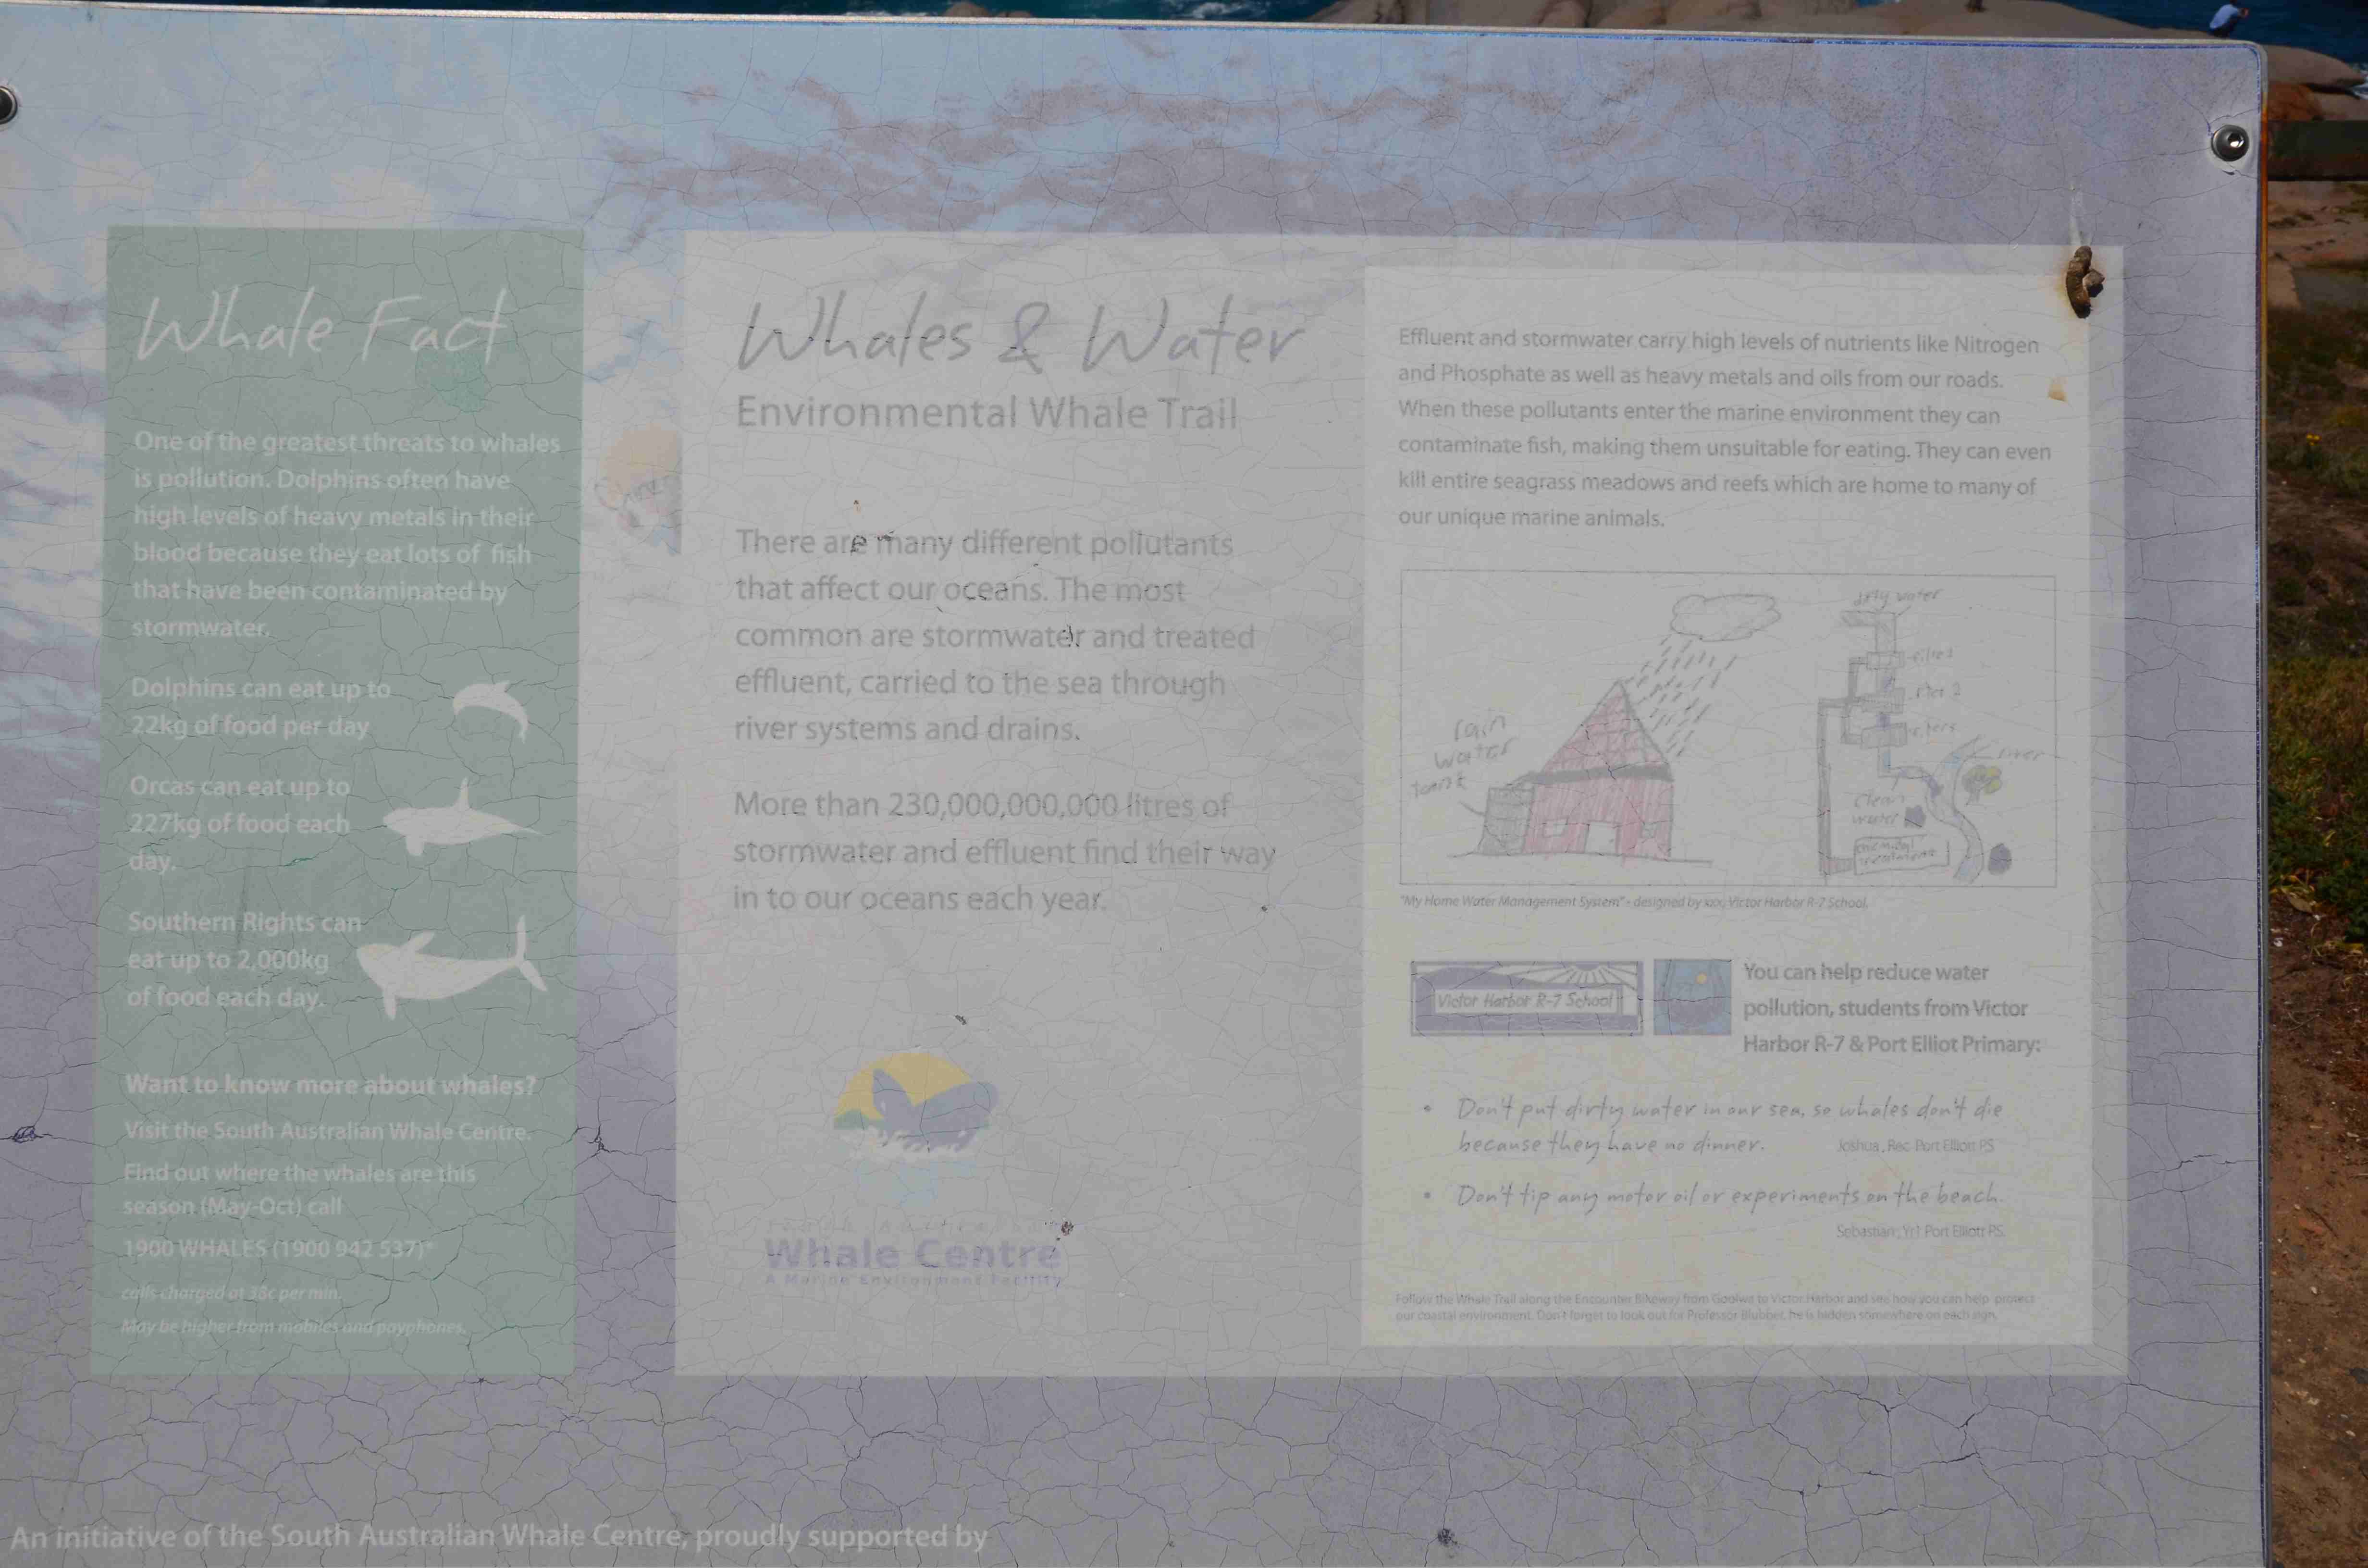 Whale Fact
One of the greatest threats to whales
is pollution. Dolphins often have
high levels of heavy metals in their
blood because they eat lots of fish
that have been contaminated by
stormwater.
Dolphins can eat up to
22kg of food per day
Orcas can eat up to
227kg of food each
day.
Southern Rights can
eat up to 2,000kg
of food each day.
Want to know more about whales?
Visit the South Australian Whale Centre.
Find out where the whales are this
season (May-Oct) call
1900 WHALES (1900 942 537)*
calls charged at 38c per min.
May be higher from mobiles and payphones.
Whales & Water
Environmental Whale Trail
There are many different pollutants
that affect our oceans. The most
common are stormwater and treated
effluent, carried to the sea through
river systems and drains.
More than 230,000,000,000 litres of
stormwater and effluent find their way
in to our oceans each year.
South Australian
Whale Centre
A Marine Environment Facility
Effluent and stormwater carry high levels of nutrients like Nitrogen
and Phosphate as well as heavy metals and oils from our roads.
When these pollutants enter the marine environment they can
contaminate fish, making them unsuitable for eating. They can even
kill entire seagrass meadows and reefs which are home to many of
our unique marine animals.
rain
water
tank
dirty water
river
clean
water
chemical
"My Home Water Management System" - designed by xxx, Victor Harbor R-7 School.
Victor Harbor R-7 School
You can help reduce water
pollution, students from Victor
Harbor R-7 & Port Elliot Primary:
• Don't put dirty water in our sea, so whales don't die
because they have no dinner. Joshua, Rec Port Elliott PS
• Don't tip any motor oil or experiments on the beach.
Sebastian, Yr1 Port Elliott PS.
Follow the Whale Trail along the Encounter Bikeway from Goolwa to Victor Harbor and see how you can help protect
our coastal environment. Don't forget to look out for Professor Blubber, he is hidden somewhere on each sign.
An initiative of the South Australian Whale Centre, proudly supported by